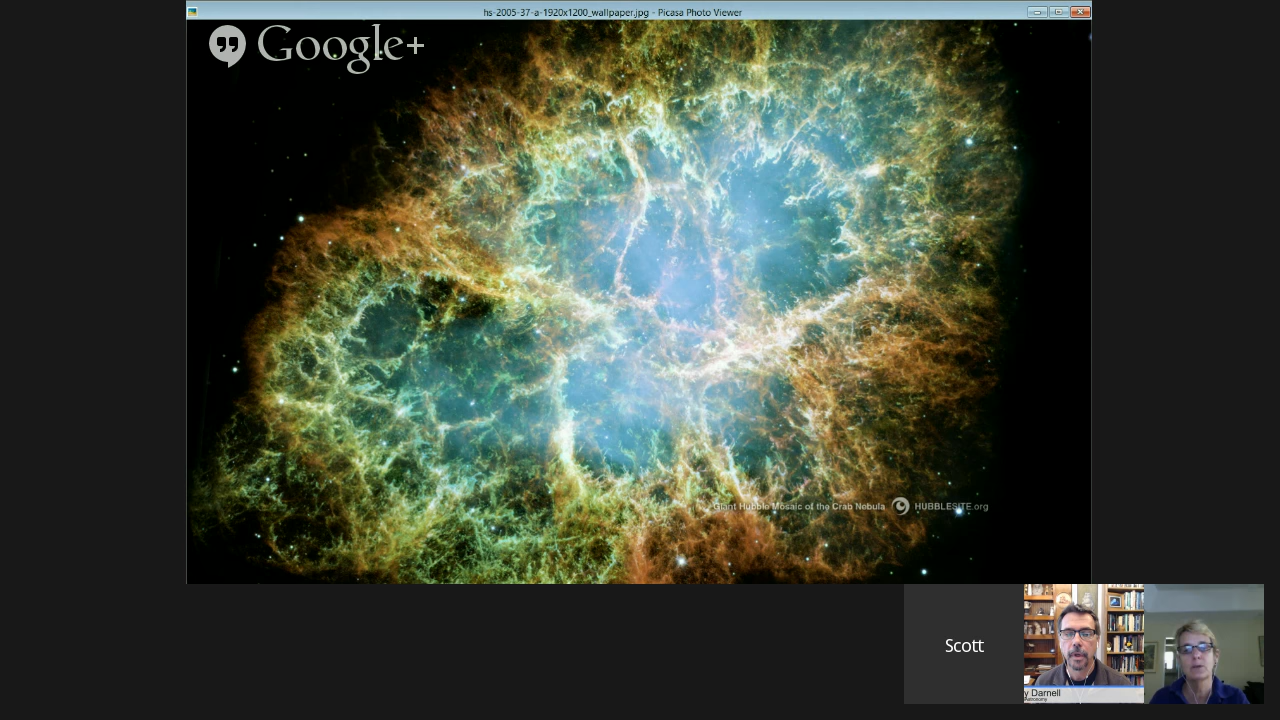 hs-2005-37-a-1920x1200_wallpaper.jpg - Picasa Photo Viewer
Google+
Giant Hubble Mosaic of the Crab Nebula HUBBLESITE.org
Scott
y Darnell